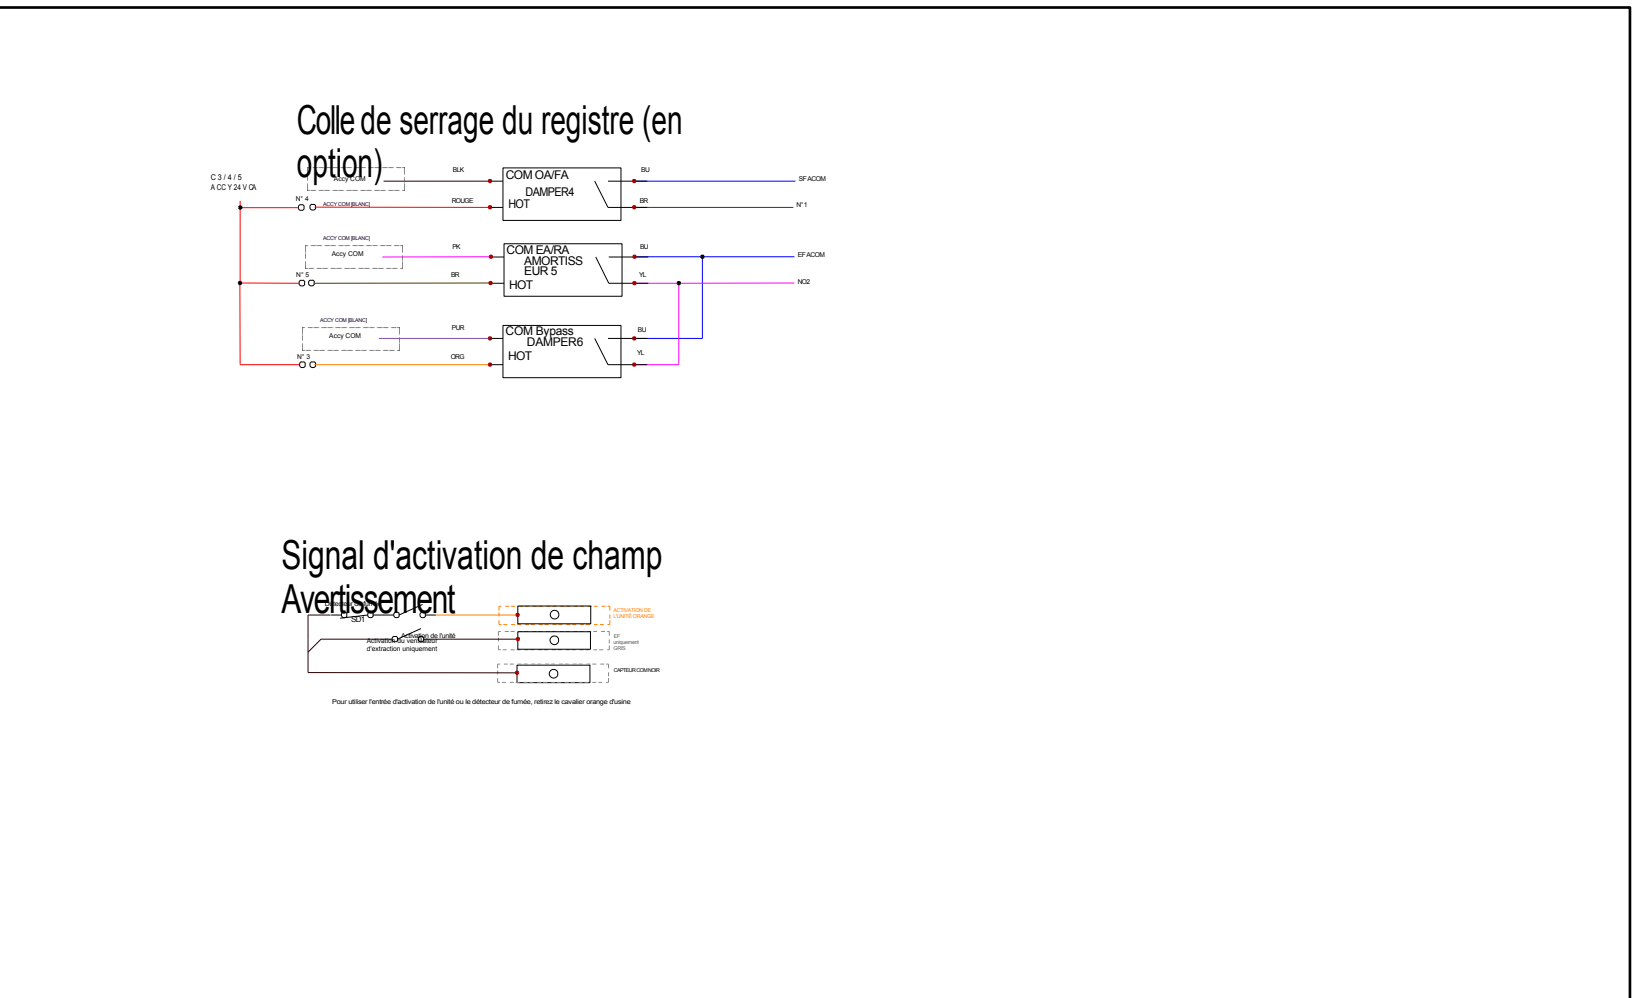 Colle de serrage du registre (en
option)
C 3 / 4 / 5
A CC Y 24 V CA
Accy COM
BLK
COM OA/FA
DAMPER4
HOT
BU
SF ACOM
N° 4
ACCY COM [BLANC]
ROUGE
BR
N° 1
ACCY COM [BLANC]
Accy COM
PK
COM EA/RA
AMORTISS
EUR 5
HOT
BU
EF ACOM
N° 5
BR
YL
NO2
ACCY COM [BLANC]
Accy COM
PUR
COM Bypass
DAMPER6
HOT
BU
N° 3
ORG
YL
Signal d'activation de champ
Avertissement
SD1
ACTIVATION DE
L'UNITÉ ORANGE
Activation de l'unité
Activation du ventilateur
d'extraction uniquement
EF
uniquement
GRIS
CAPTEUR COM NOIR
Pour utiliser l'entrée d'activation de l'unité ou le détecteur de fumée, retirez le cavalier orange d'usine